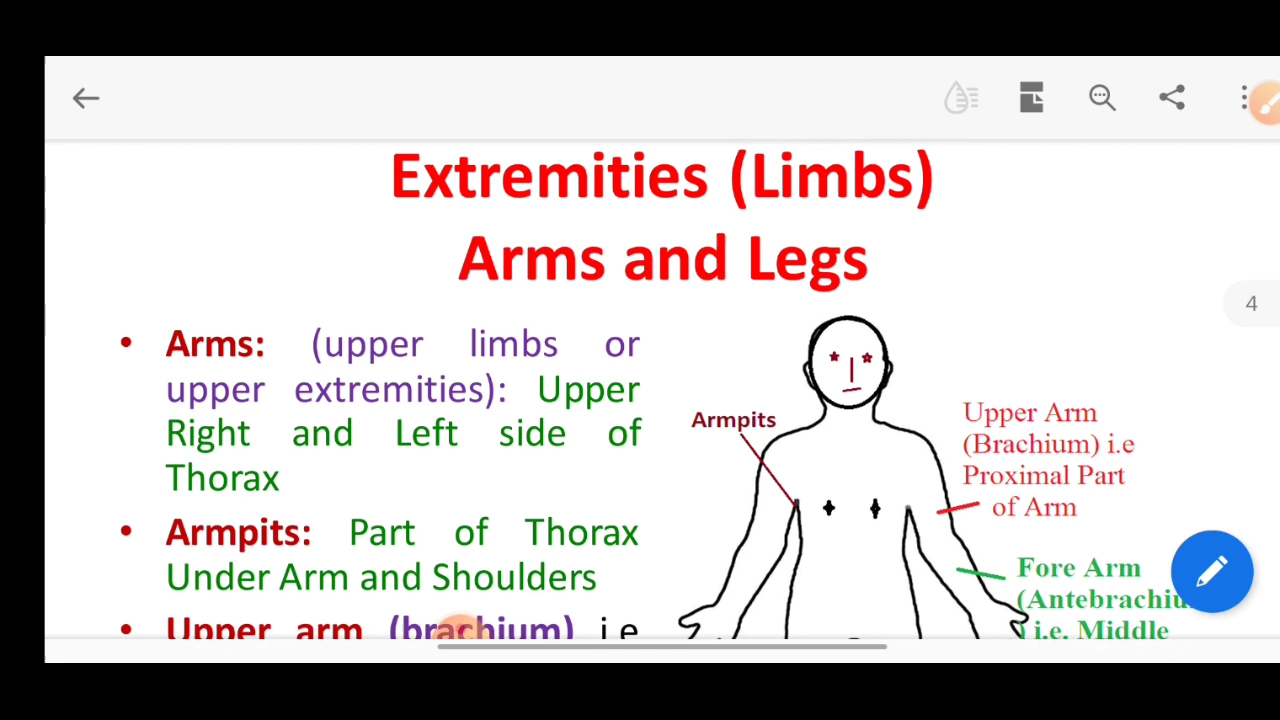 Extremities (Limbs)
Arms and Legs
4
• Arms: (upper limbs or
upper extremities): Upper
Right and Left side of
Thorax
• Armpits: Part of Thorax
Under Arm and Shoulders
• Upper arm (brachium) i.e
Armpits
Upper Arm
(Brachium) i.e
Proximal Part
of Arm
Fore Arm
(Antebrachiu
) i.e. Middle